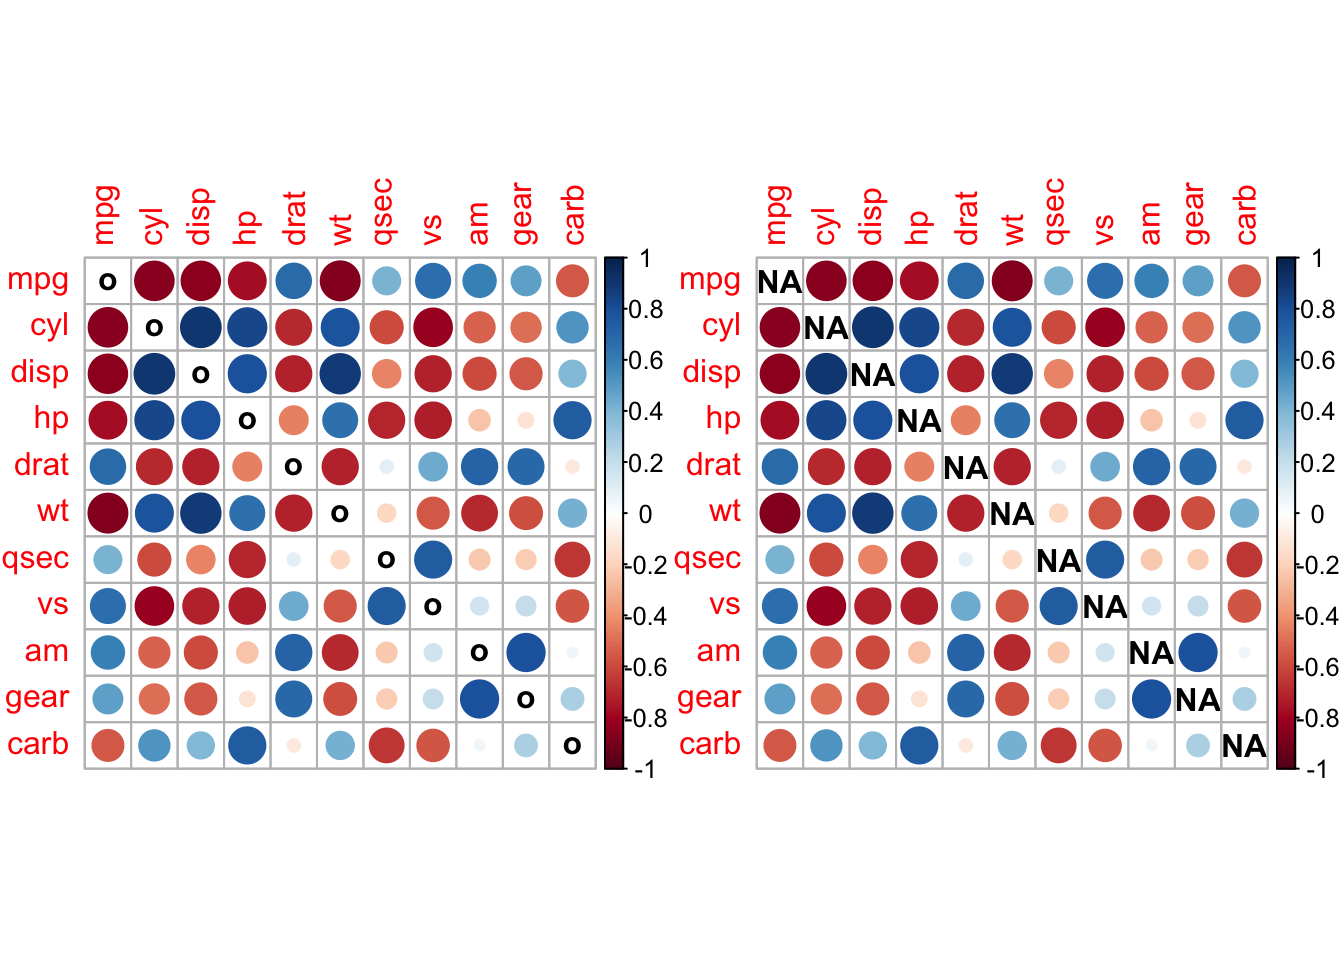 mpg cyl disp hp drat wt qsec vs am gear carb
mpg o
cyl o
disp o
hp o
drat o
wt o
qsec o
vs o
am o
gear o
carb o
1
0.8
0.6
0.4
0.2
0
-0.2
-0.4
-0.6
-0.8
-1
mpg cyl disp hp drat wt qsec vs am gear carb
mpg NA
cyl NA
disp NA
hp NA
drat NA
wt NA
qsec NA
vs NA
am NA
gear NA
carb NA
1
0.8
0.6
0.4
0.2
0
-0.2
-0.4
-0.6
-0.8
-1